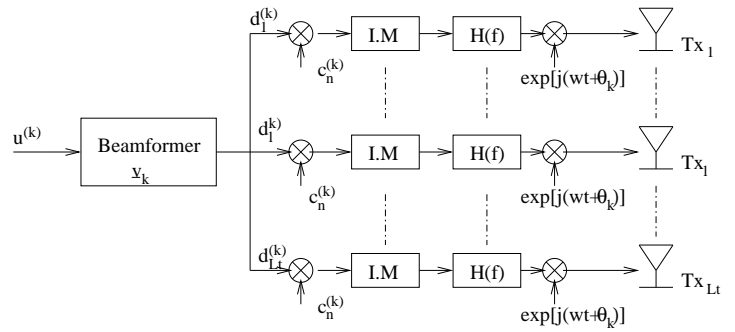 d_1^(k)
I.M
H(f)
Tx_1
c_n^(k)
exp[j(wt+θ_k)]
u^(k)
Beamformer
v_k
d_l^k)
I.M
H(f)
Tx_l
c_n^(k)
exp[j(wt+θ_k)]
d_Lt^(k)
I.M
H(f)
Tx_Lt
c_n^(k)
exp[j(wt+θ_k)]